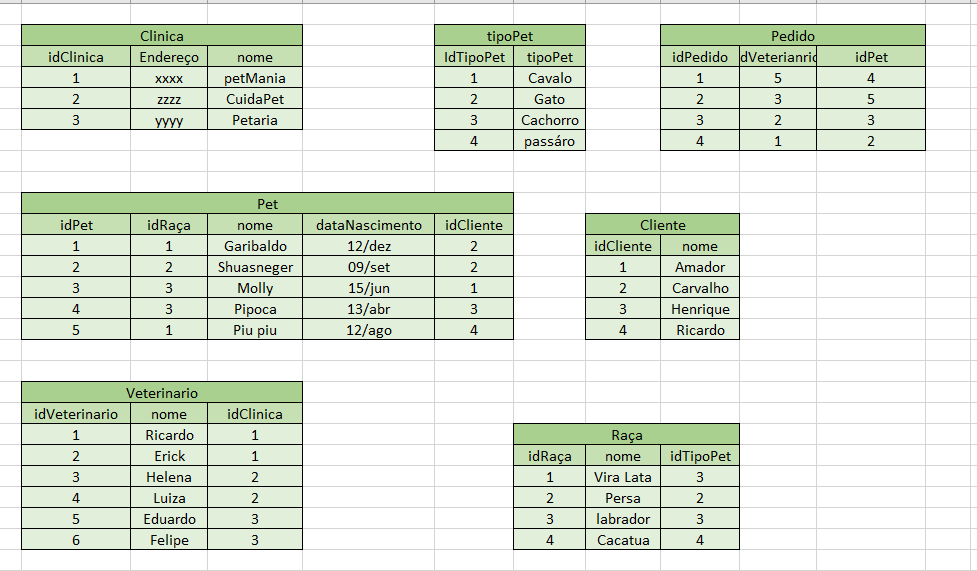 Clinica
idClinica Endereço nome
1 xxxx petMania
2 zzzz CuidaPet
3 yyyy Petaria
tipoPet
IdTipoPet tipoPet
1 Cavalo
2 Gato
3 Cachorro
4 passáro
Pedido
idPedido dVeterianric idPet
1 5 4
2 3 5
3 2 3
4 1 2
Pet
idPet idRaça nome dataNascimento idCliente
1 1 Garibaldo 12/dez 2
2 2 Shuasneger 09/set 2
3 3 Molly 15/jun 1
4 3 Pipoca 13/abr 3
5 1 Piu piu 12/ago 4
Cliente
idCliente nome
1 Amador
2 Carvalho
3 Henrique
4 Ricardo
Veterinario
idVeterinario nome idClinica
1 Ricardo 1
2 Erick 1
3 Helena 2
4 Luiza 2
5 Eduardo 3
6 Felipe 3
Raça
idRaça nome idTipoPet
1 Vira Lata 3
2 Persa 2
3 labrador 3
4 Cacatua 4